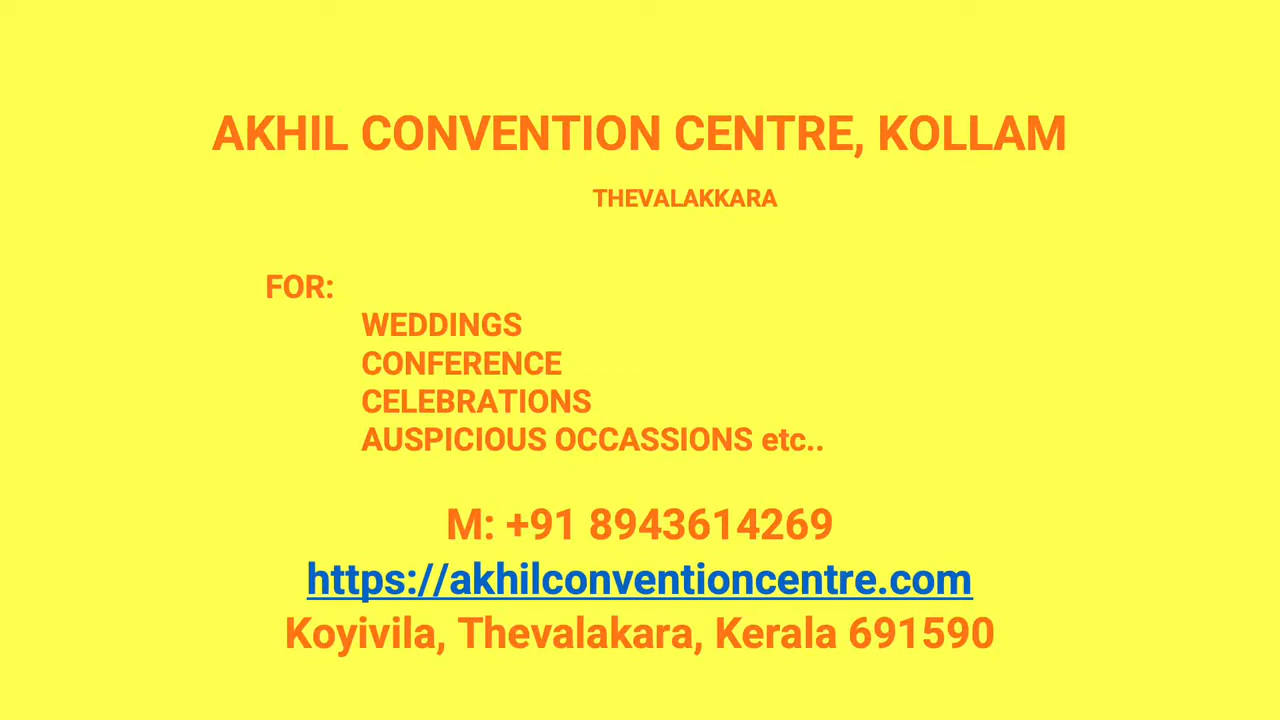 AKHIL CONVENTION CENTRE, KOLLAM
THEVALAKKARA
FOR:
WEDDINGS
CONFERENCE
CELEBRATIONS
AUSPICIOUS OCCASSIONS etc..
M: +91 8943614269
https://akhilconventioncentre.com
Koyivila, Thevalakara, Kerala 691590